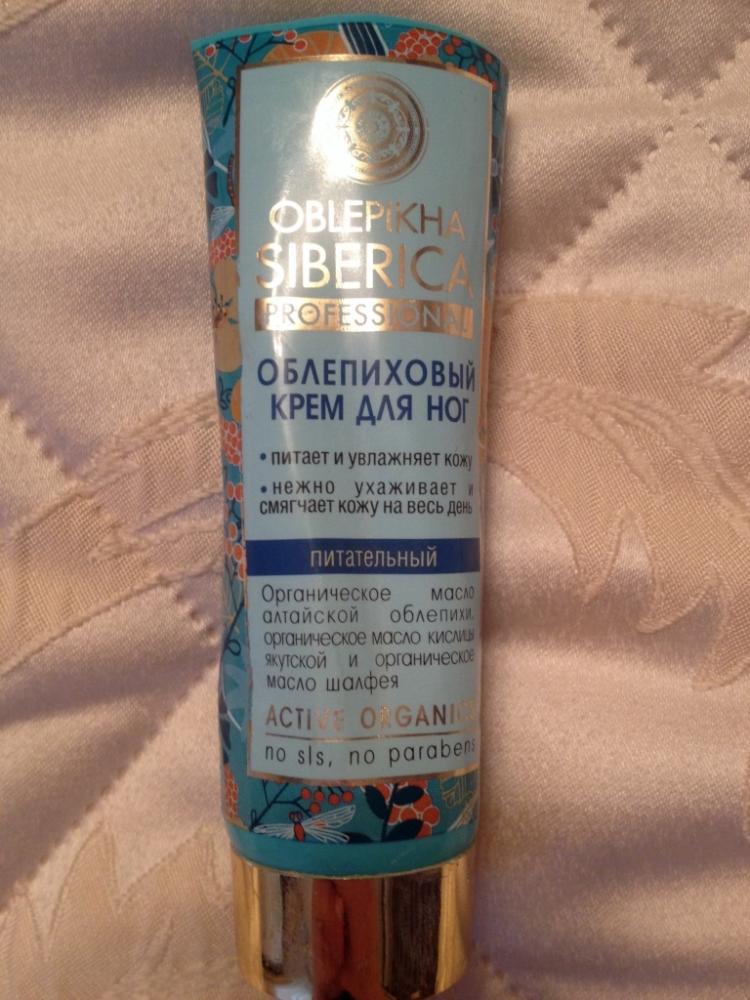 OBLEPIKHA
SIBERICA
PROFESSIONAL
ОБЛЕПИХОВЫЙ
КРЕМ ДЛЯ НОГ
• питает и увлажняет кожу
• нежно ухаживает и
смягчает кожу на весь день
питательный
Органическое масло
алтайской облепихи,
органическое масло кислицы
якутской и органическое
масло шалфея
ACTIVE ORGANICS
no sls, no parabens